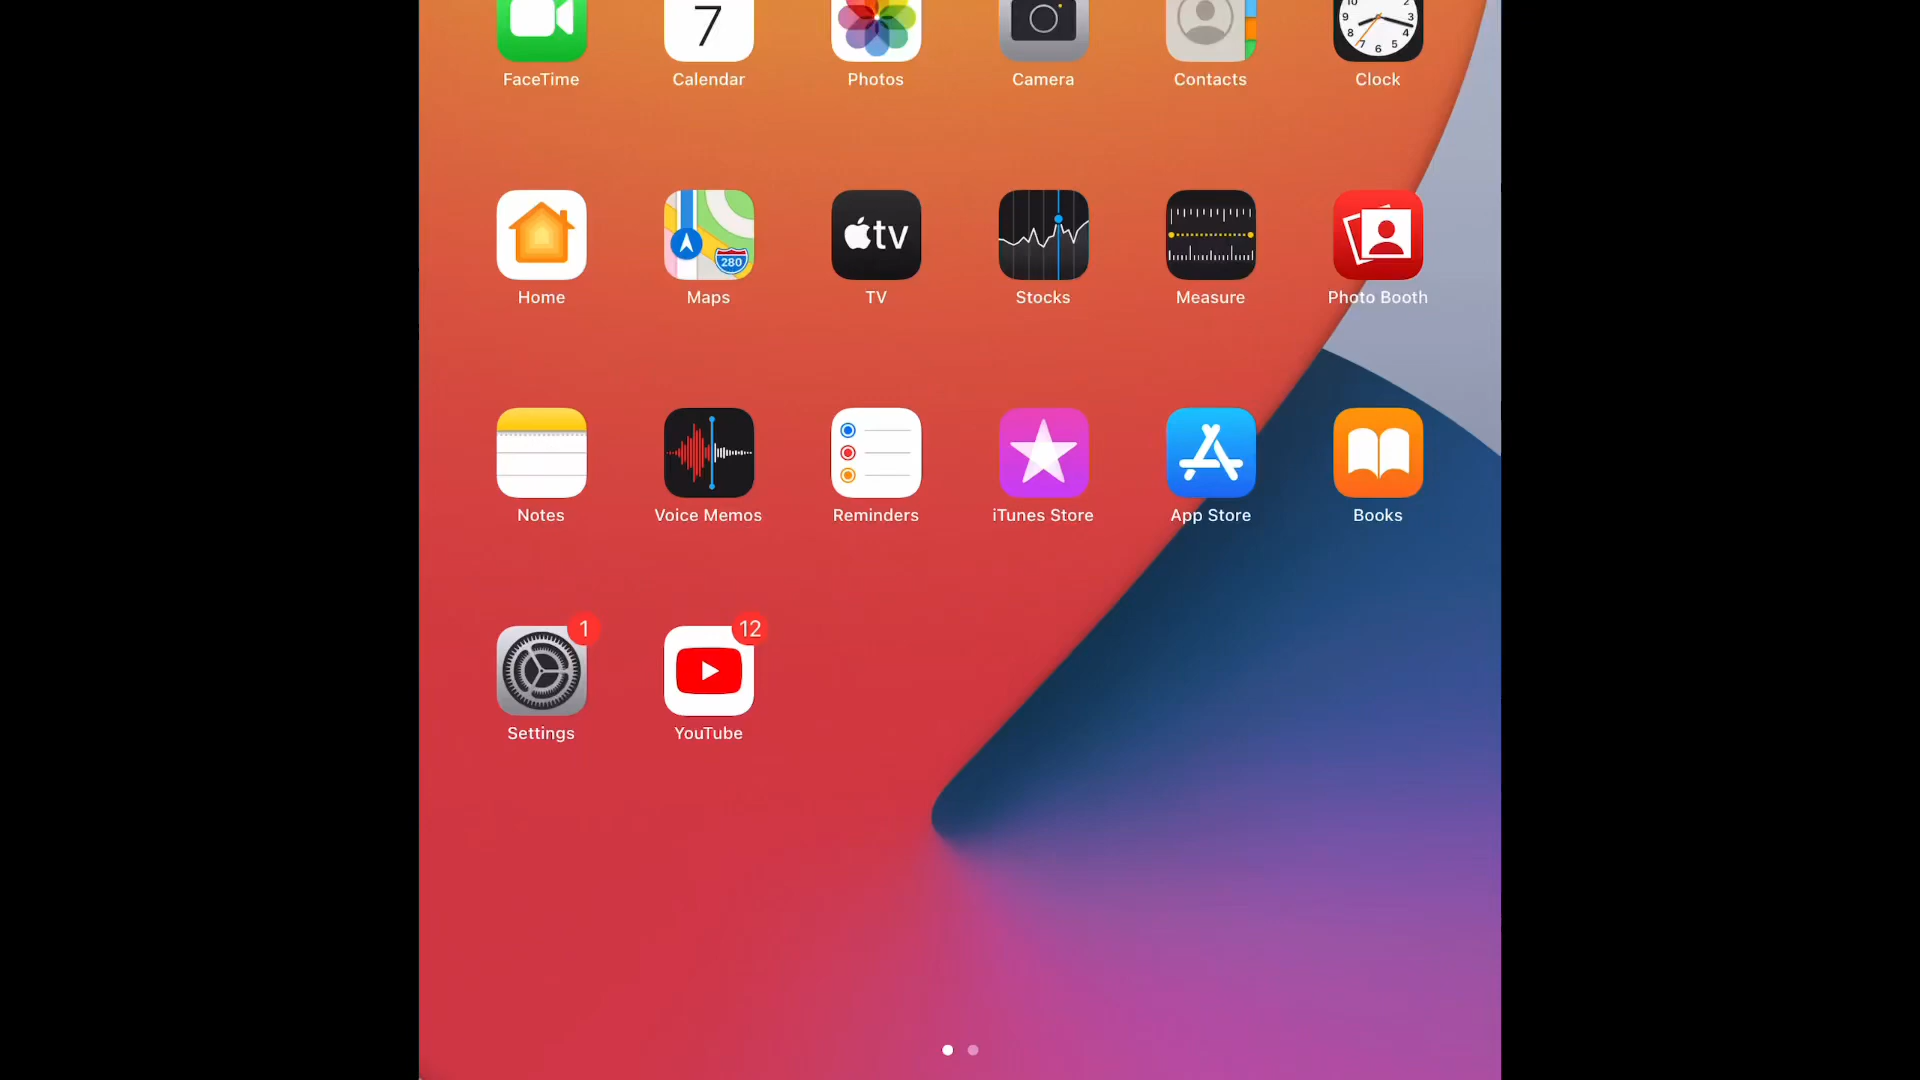 7
FaceTime Calendar Photos Camera Contacts Clock
280
tv
Home Maps TV Stocks Measure Photo Booth
Notes Voice Memos Reminders iTunes Store App Store Books
1 12
Settings YouTube